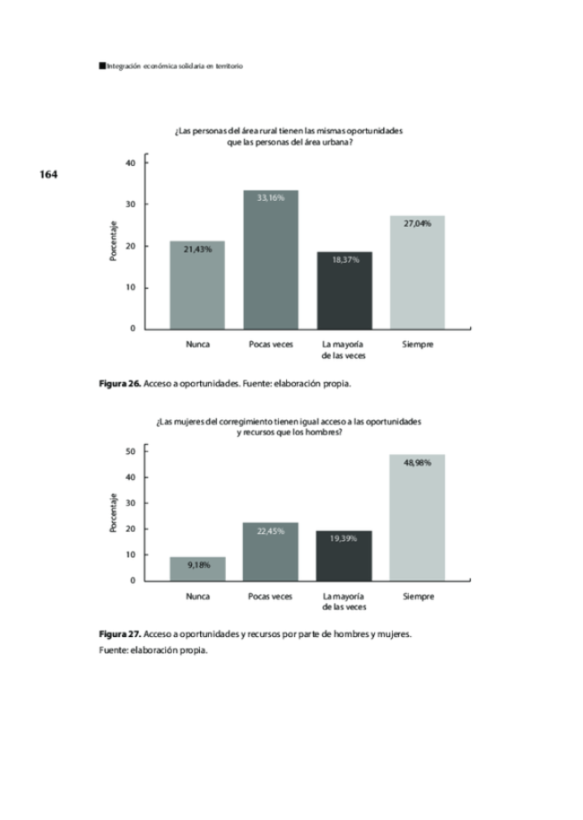 Integración económica solidaria en territorio
164
¿Las personas del área rural tienen las mismas oportunidades
que las personas del área urbana?
Porcentaje
40
30
20
10
0
21,43%
33,16%
18,37%
27,04%
Nunca
Pocas veces
La mayoría
de las veces
Siempre
Figura 26. Acceso a oportunidades. Fuente: elaboración propia.
¿Las mujeres del corregimiento tienen igual acceso a las oportunidades
y recursos que los hombres?
Porcentaje
50
40
30
20
10
0
9,18%
22,45%
19,39%
48,98%
Nunca
Pocas veces
La mayoría
de las veces
Siempre
Figura 27. Acceso a oportunidades y recursos por parte de hombres y mujeres.
Fuente: elaboración propia.